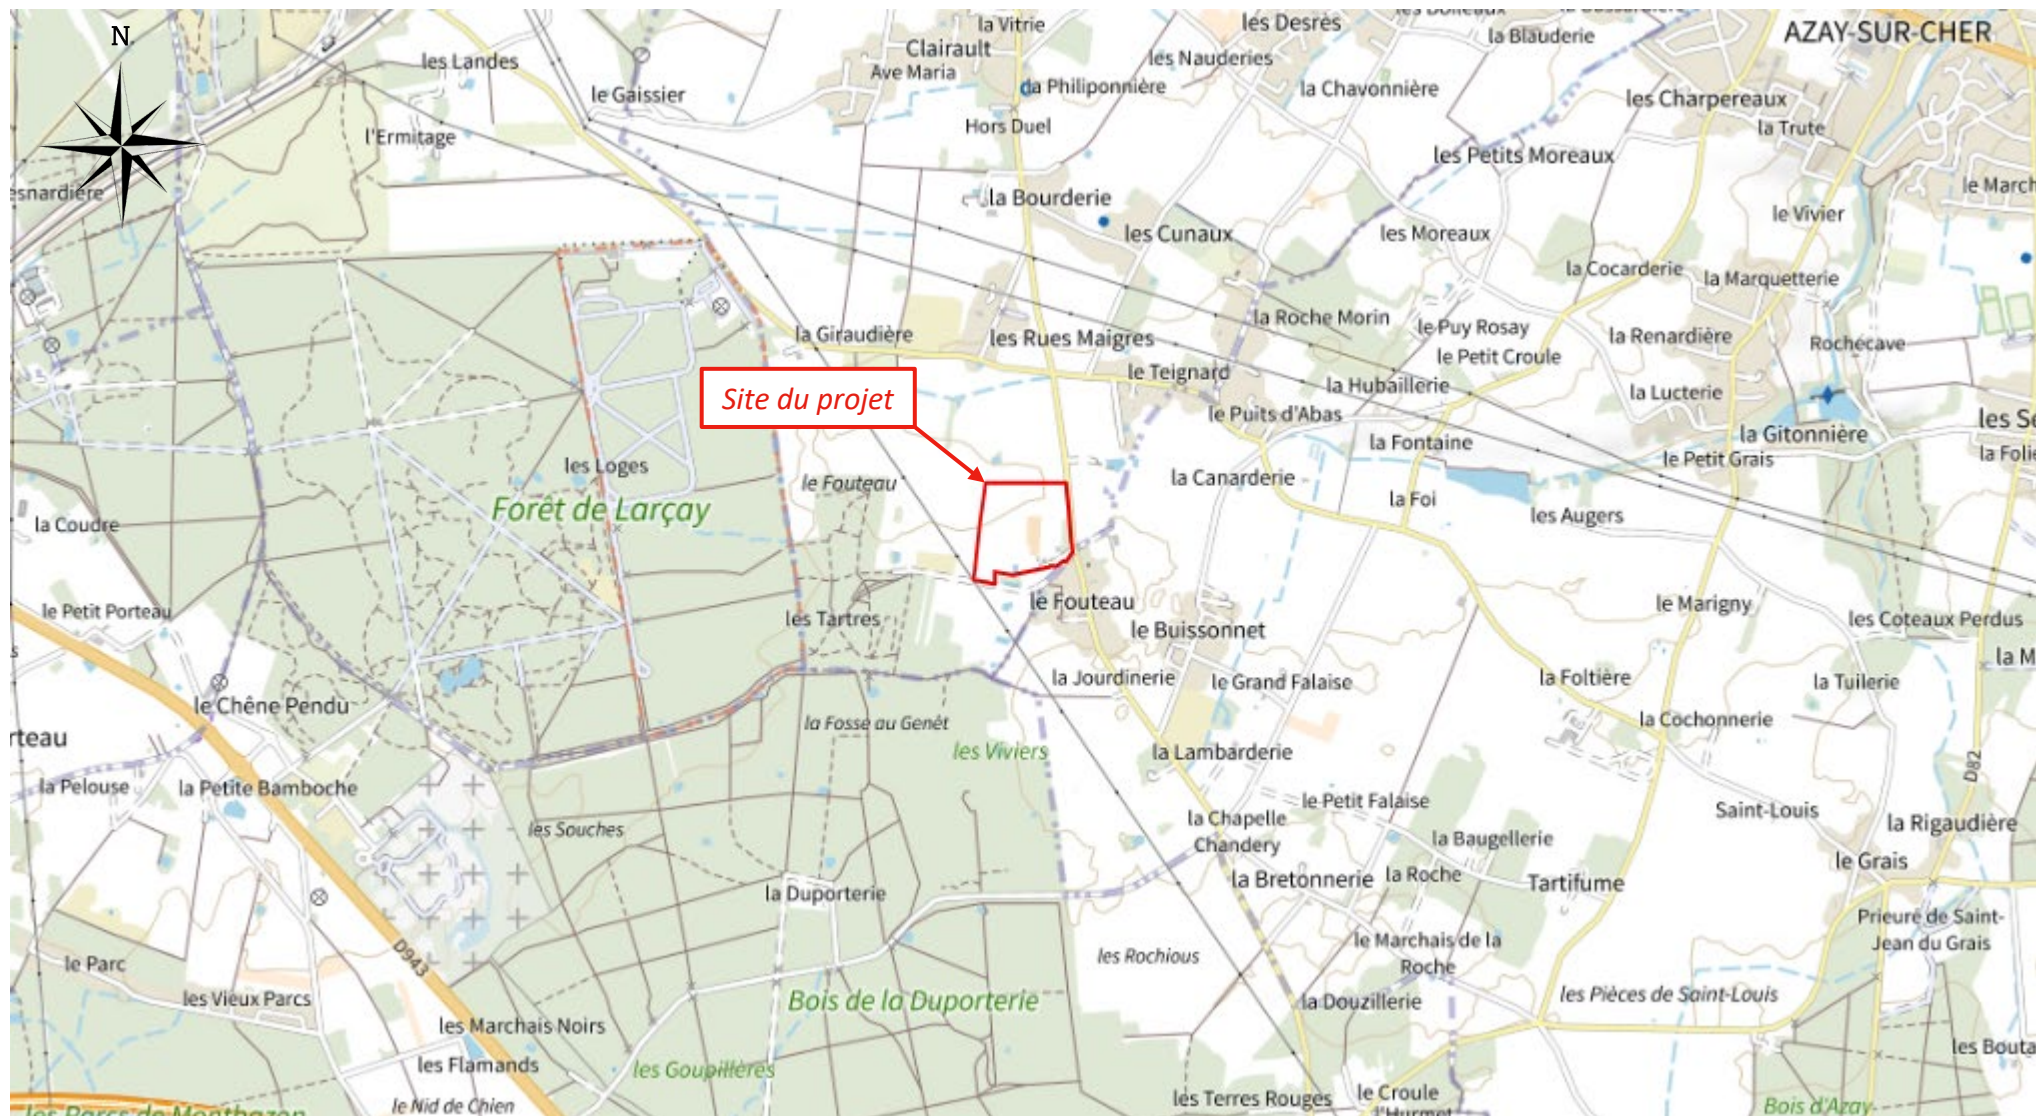 N
la Vitrie
les Desrès
la Blauderie
AZAY-SUR-CHER
les Landes
Clairault
Ave Maria
les Nauderies
le Gaissier
la Philiponnière
la Chavonnière
les Charpereaux
l'Ermitage
Hors Duel
la Trute
les Petits Moreaux
esnardière
la Bourderie
le March
le Vivier
les Cunaux
les Moreaux
la Cocarderie
la Marquetterie
la Giraudière
les Rues Maigres
la Roche Morin
le Puy Rosay
la Renardière
Rochecave
le Petit Croule
le Teignard
la Hubaillerie
la Lucterie
Site du projet
le Puits d'Abas
la Fontaine
la Gitonnière
les Se
la Folie
le Petit Grais
les Loges
le Fouteau
la Canarderie
la Foi
Forêt de Larçay
la Coudre
les Augers
le Petit Porteau
les Tartres
le Fouteau
le Buissonnet
le Marigny
les Coteaux Perdus
la M
la Jourdinerie
le Grand Falaise
la Foltière
la Tuilerie
le Chêne Pendu
la Fosse au Genêt
la Cochonnerie
rteau
les Viviers
la Lambarderie
D82
la Pelouse
la Petite Bamboche
le Petit Falaise
les Souches
la Chapelle
Chandery
la Baugellerie
Saint-Louis
la Rigaudière
le Grais
la Duporterie
la Bretonnerie
la Roche
Tartifume
Prieuré de Saint-
Jean du Grais
D943
le Parc
les Rochious
le Marchais de la
Roche
les Vieux Parcs
Bois de la Duporterie
la Douzillerie
les Pièces de Saint-Louis
les Marchais Noirs
les Flamands
les Goupillères
les Bouta
le Nid de Chien
les Terres Rouges
le Croule
l'Hurmet
Bois d'Azay
les Parcs de Montbazon